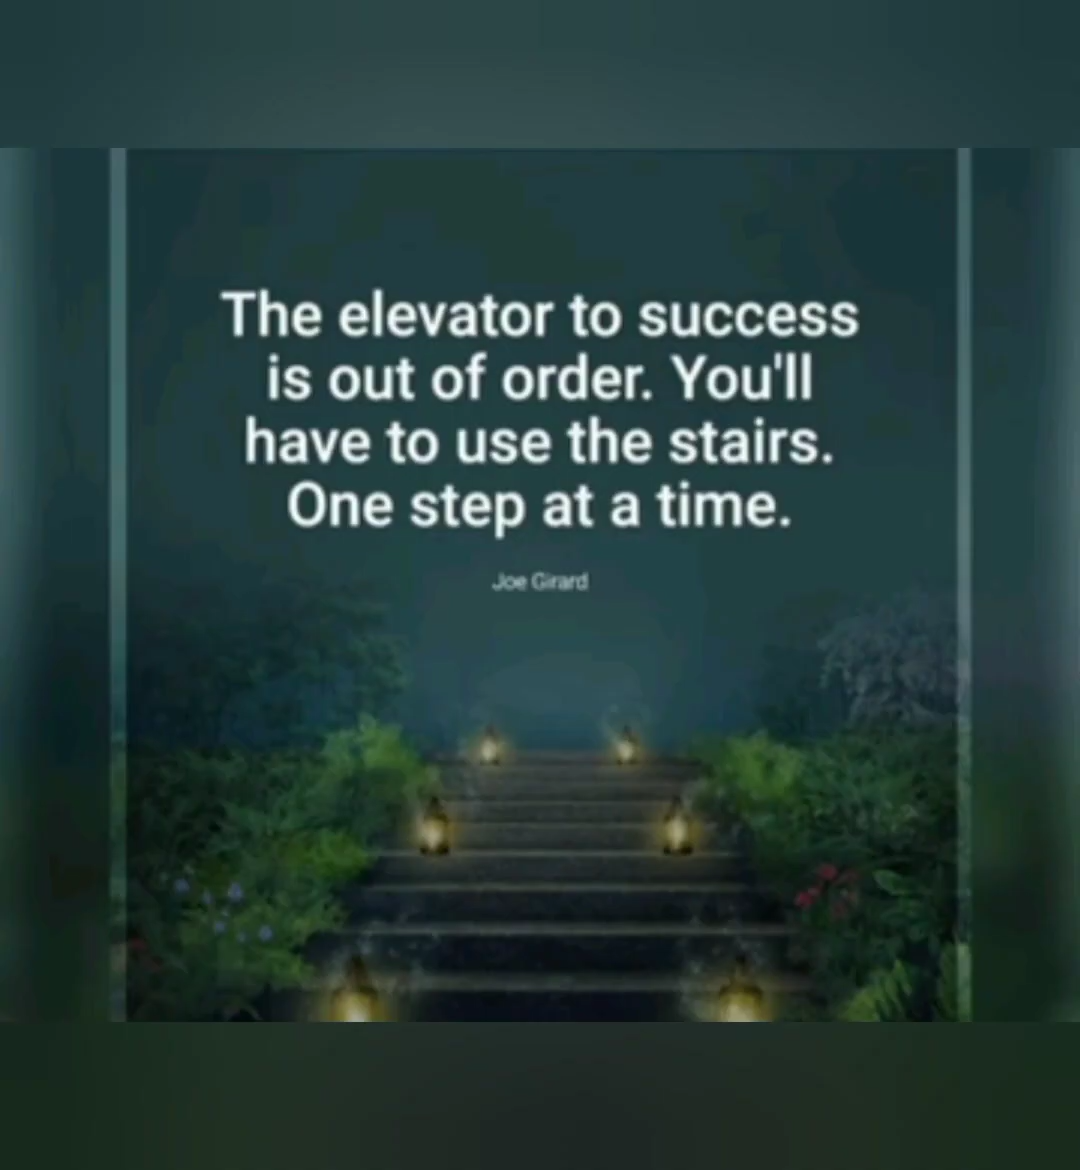 The elevator to success
is out of order. You'll
have to use the stairs.
One step at a time.
Joe Girard